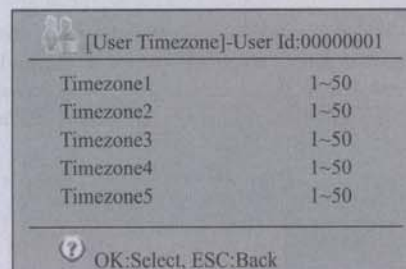 [User Timezone]-User Id:00000001
Timezone1 1~50
Timezone2 1~50
Timezone3 1~50
Timezone4 1~50
Timezone5 1~50
? OK:Select, ESC:Back